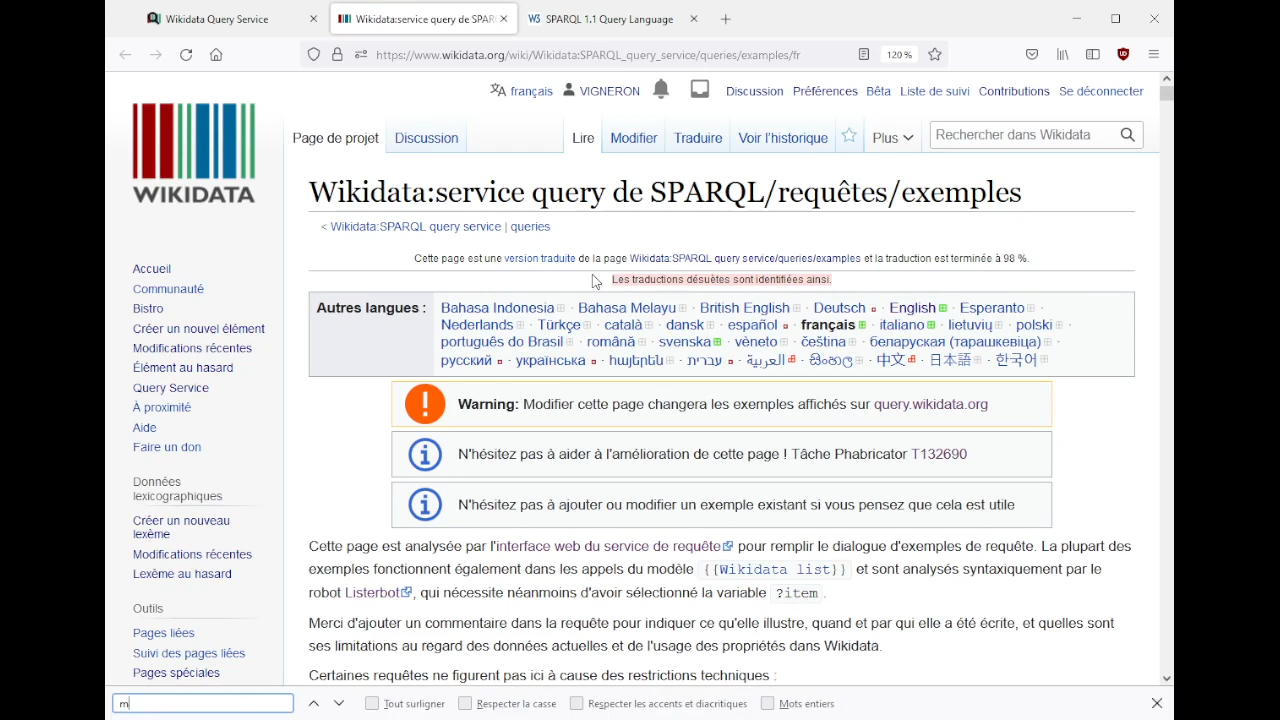 Wikidata Query Service
Wikidata:service query de SPAR
SPARQL 1.1 Query Language
https://www.wikidata.org/wiki/Wikidata:SPARQL_query_service/queries/examples/fr
120 %
français
VIGNERON
Discussion
Préférences
Bêta
Liste de suivi
Contributions
Se déconnecter
Page de projet
Discussion
Lire
Modifier
Traduire
Voir l'historique
Plus
Rechercher dans Wikidata
WIKIDATA
Wikidata:service query de SPARQL/requêtes/exemples
< Wikidata:SPARQL query service | queries
Cette page est une version traduite de la page Wikidata:SPARQL query service/queries/examples et la traduction est terminée à 98 %.
Les traductions désuètes sont identifiées ainsi.
Autres langues :
Bahasa Indonesia · Bahasa Melayu · British English · Deutsch · English · Esperanto ·
Nederlands · Türkçe · català · dansk · español · français · italiano · lietuvių · polski ·
português do Brasil · română · svenska · vèneto · čeština · беларуская (тарашкевіца) ·
русский · українська · հայերեն · עברית · العربية · සිංහල · 中文 · 日本語 · 한국어
Warning: Modifier cette page changera les exemples affichés sur query.wikidata.org
N'hésitez pas à aider à l'amélioration de cette page ! Tâche Phabricator T132690
N'hésitez pas à ajouter ou modifier un exemple existant si vous pensez que cela est utile
Cette page est analysée par l'interface web du service de requête pour remplir le dialogue d'exemples de requête. La plupart des
exemples fonctionnent également dans les appels du modèle {{Wikidata list}} et sont analysés syntaxiquement par le
robot Listerbot, qui nécessite néanmoins d'avoir sélectionné la variable ?item.
Merci d'ajouter un commentaire dans la requête pour indiquer ce qu'elle illustre, quand et par qui elle a été écrite, et quelles sont
ses limitations au regard des données actuelles et de l'usage des propriétés dans Wikidata.
Certaines requêtes ne figurent pas ici à cause des restrictions techniques :
Accueil
Communauté
Bistro
Créer un nouvel élément
Modifications récentes
Élément au hasard
Query Service
À proximité
Aide
Faire un don
Données
lexicographiques
Créer un nouveau
lexème
Modifications récentes
Lexème au hasard
Outils
Pages liées
Suivi des pages liées
Pages spéciales
m
Tout surligner
Respecter la casse
Respecter les accents et diacritiques
Mots entiers